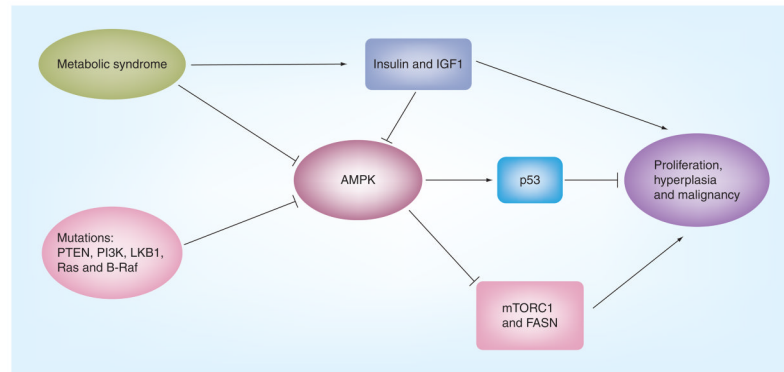 Metabolic syndrome
Insulin and IGF1
AMPK
p53
Proliferation,
hyperplasia
and malignancy
Mutations:
PTEN, PI3K, LKB1,
Ras and B-Raf
mTORC1
and FASN